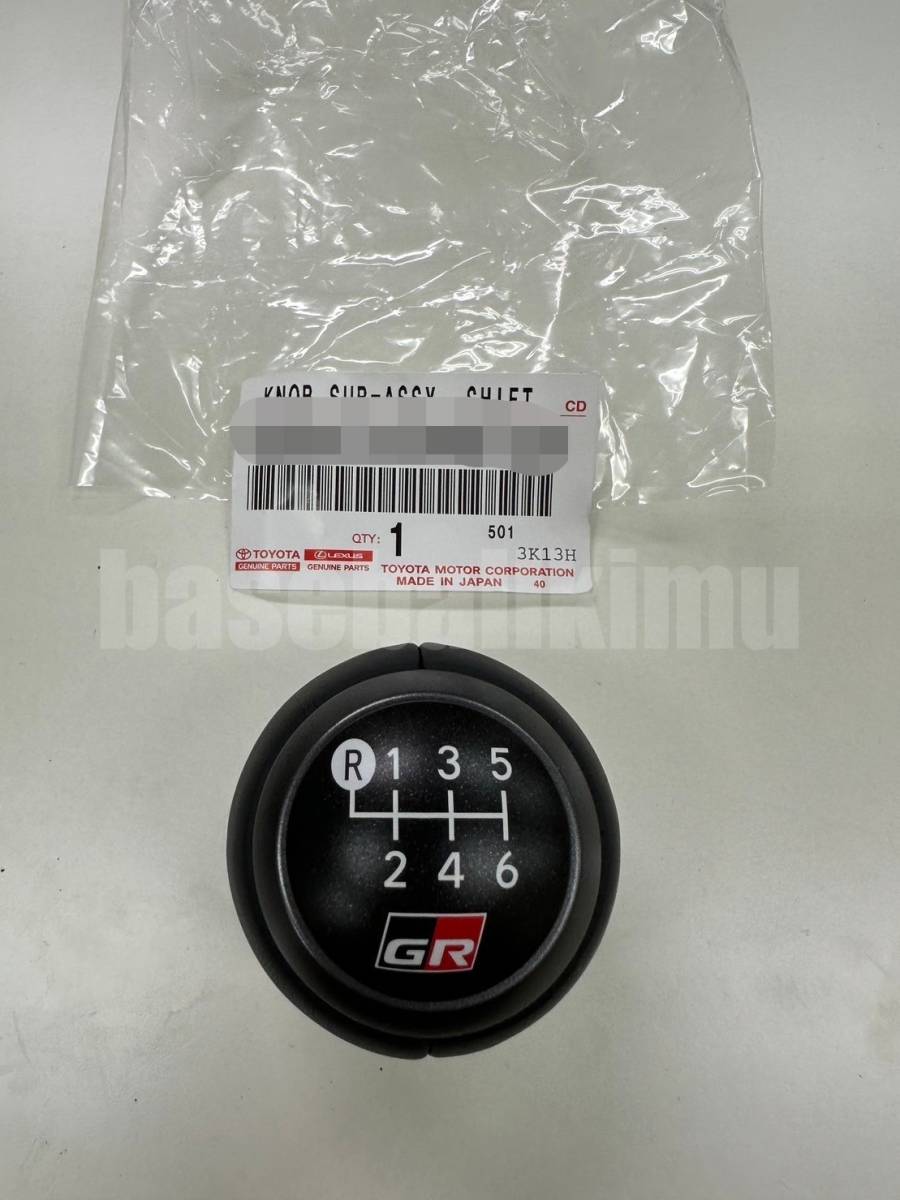 KNOB SUB-ASSY, SHIFT
CD
QTY: 1
501
3K13H
TOYOTA LEXUS
GENUINE PARTS GENUINE PARTS
TOYOTA MOTOR CORPORATION
MADE IN JAPAN 40
basepalikimu
R 1 3 5
2 4 6
GR